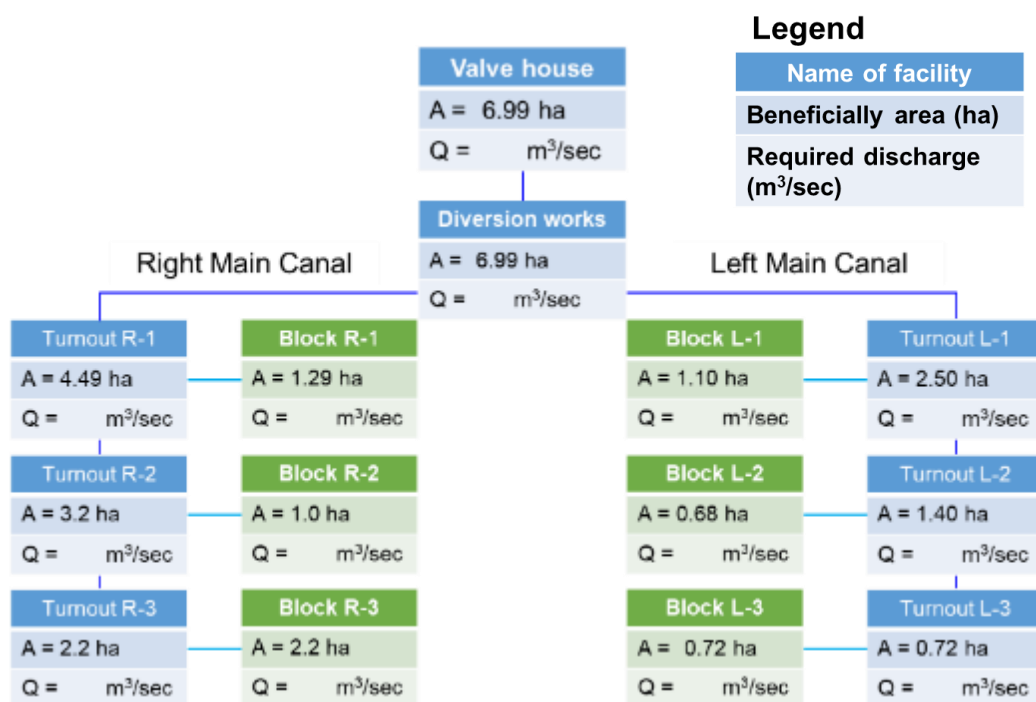 Legend
Name of facility
Beneficially area (ha)
Required discharge
(m³/sec)
Valve house
A = 6.99 ha
Q = m³/sec
Diversion works
A = 6.99 ha
Q = m³/sec
Right Main Canal
Left Main Canal
Turnout R-1
A = 4.49 ha
Q = m³/sec
Block R-1
A = 1.29 ha
Q = m³/sec
Block L-1
A = 1.10 ha
Q = m³/sec
Turnout L-1
A = 2.50 ha
Q = m³/sec
Turnout R-2
A = 3.2 ha
Q = m³/sec
Block R-2
A = 1.0 ha
Q = m³/sec
Block L-2
A = 0.68 ha
Q = m³/sec
Turnout L-2
A = 1.40 ha
Q = m³/sec
Turnout R-3
A = 2.2 ha
Q = m³/sec
Block R-3
A = 2.2 ha
Q = m³/sec
Block L-3
A = 0.72 ha
Q = m³/sec
Turnout L-3
A = 0.72 ha
Q = m³/sec